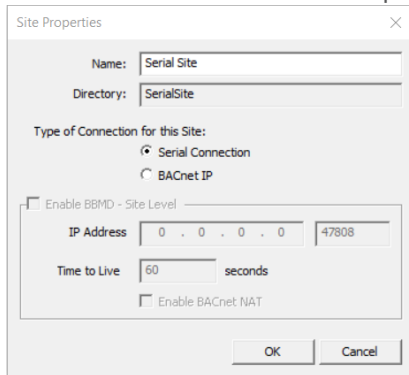 Site Properties
Name: Serial Site
Directory: SerialSite
Type of Connection for this Site:
Serial Connection
BACnet IP
Enable BBMD - Site Level
IP Address 0 . 0 . 0 . 0 47808
Time to Live 60 seconds
Enable BACnet NAT
OK Cancel